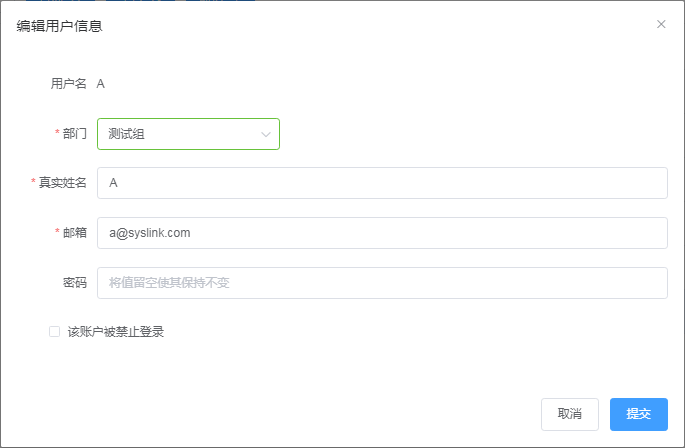 编辑用户信息
用户名 A
* 部门 测试组
* 真实姓名 A
* 邮箱 a@syslink.com
密码 将值留空使其保持不变
该账户被禁止登录
取消 提交